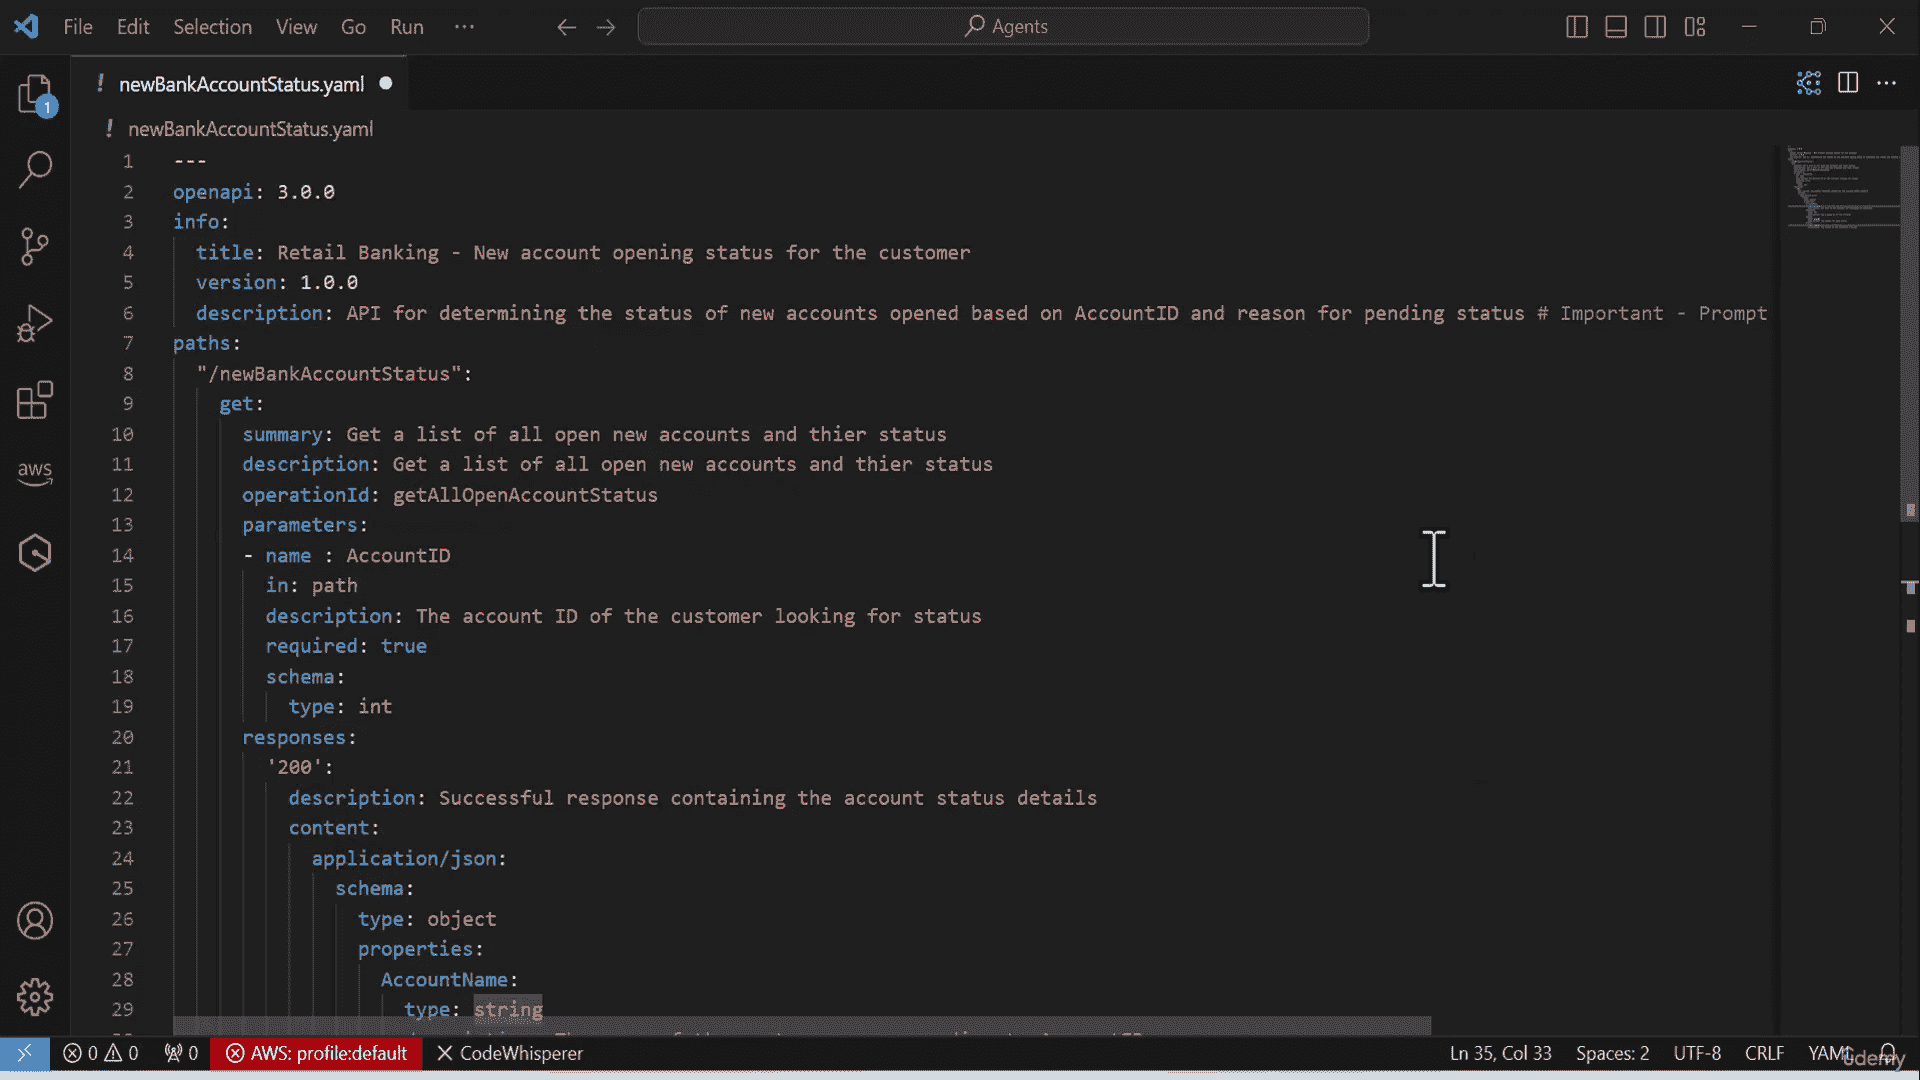 File Edit Selection View Go Run ··· Agents
! newBankAccountStatus.yaml
1
! newBankAccountStatus.yaml
1 ---
2 openapi: 3.0.0
3 info:
4 title: Retail Banking - New account opening status for the customer
5 version: 1.0.0
6 description: API for determining the status of new accounts opened based on AccountID and reason for pending status # Important - Prompt
7 paths:
8 "/newBankAccountStatus":
9 get:
10 summary: Get a list of all open new accounts and thier status
11 description: Get a list of all open new accounts and thier status
12 operationId: getAllOpenAccountStatus
aws
13 parameters:
14 - name : AccountID
15 in: path
16 description: The account ID of the customer looking for status
17 required: true
18 schema:
19 type: int
20 responses:
21 '200':
22 description: Successful response containing the account status details
23 content:
24 application/json:
25 schema:
26 type: object
27 properties:
28 AccountName:
29 type: string
0 0 0 AWS: profile:default CodeWhisperer Ln 35, Col 33 Spaces: 2 UTF-8 CRLF YAML
ûdemy